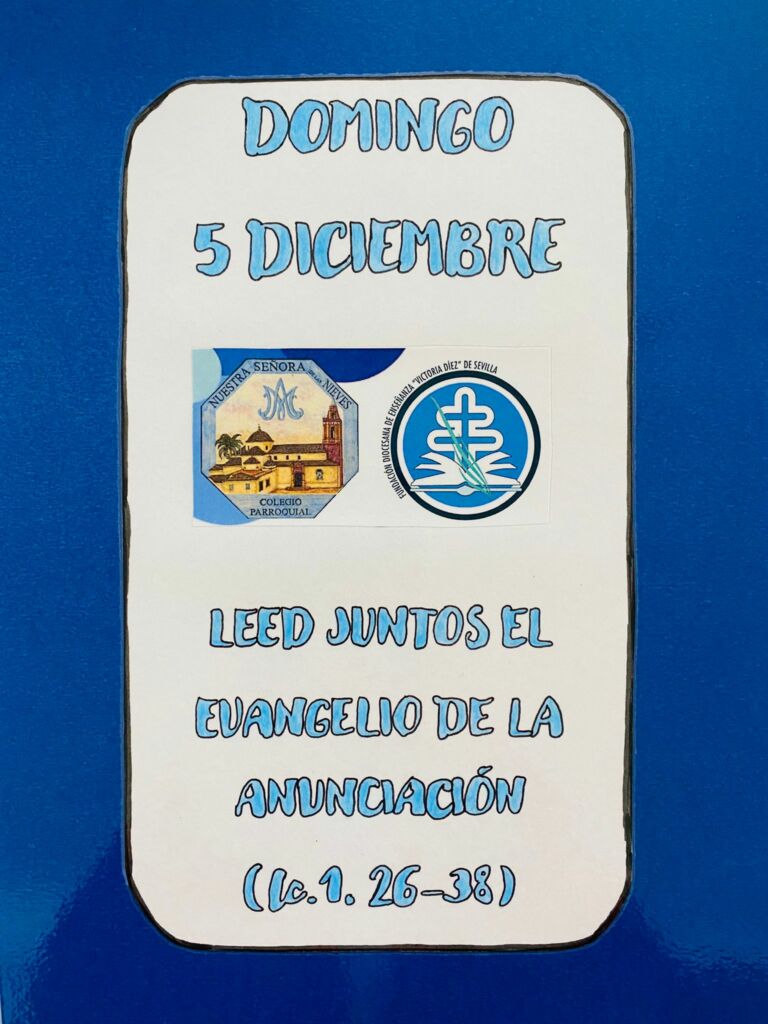 DOMINGO
5 DICIEMBRE
NUESTRA SEÑORA DE LAS NIEVES
COLEGIO
PARROQUIAL
FUNDACIÓN DIOCESANA DE ENSEÑANZA "VICTORIA DÍEZ" DE SEVILLA
LEED JUNTOS EL
EVANGELIO DE LA
ANUNCIACIÓN
(Lc. 1. 26-38)